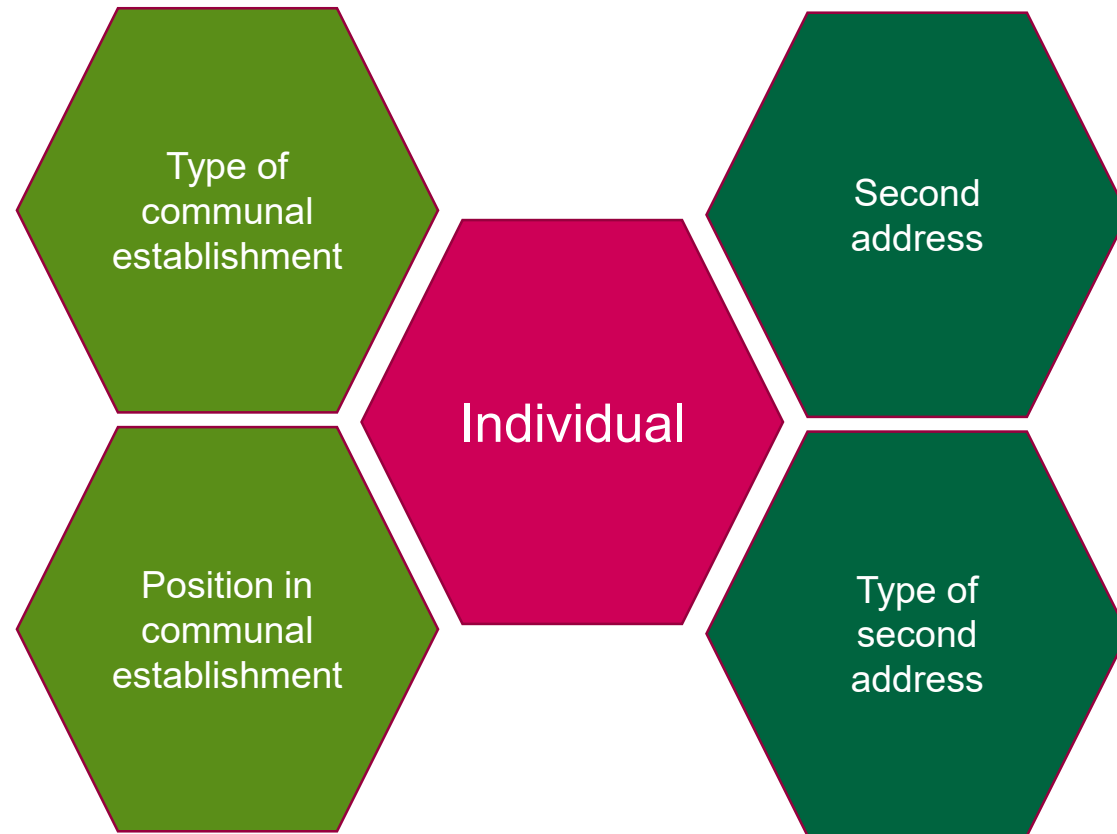 Type of
communal
establishment
Second
address
Individual
Position in
communal
establishment
Type of
second
address